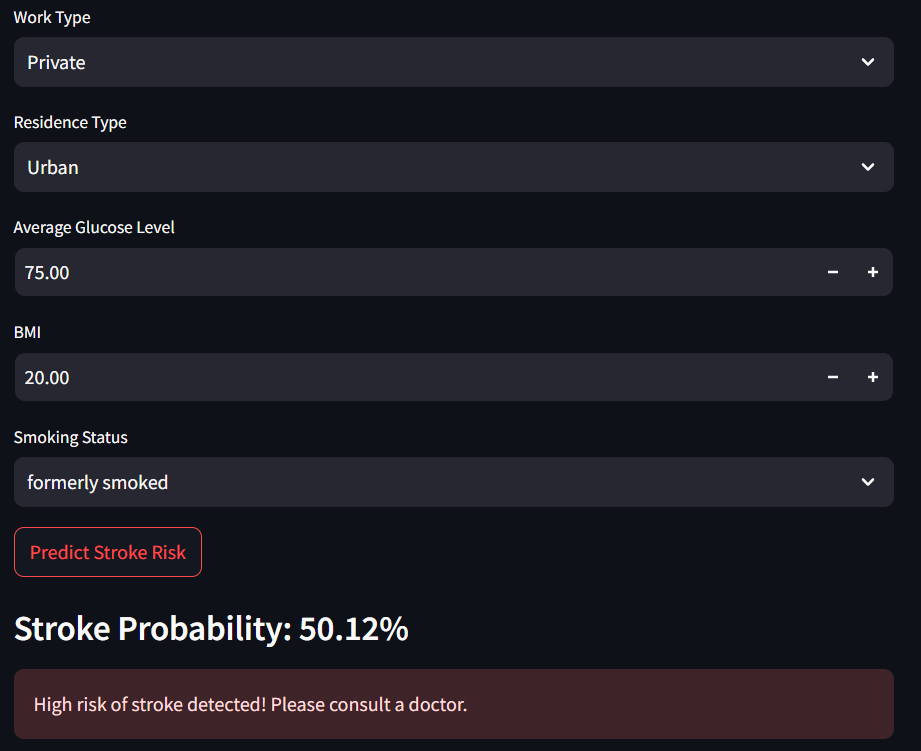 Work Type
Private
Residence Type
Urban
Average Glucose Level
75.00
BMI
20.00
Smoking Status
formerly smoked
Predict Stroke Risk
Stroke Probability: 50.12%
High risk of stroke detected! Please consult a doctor.